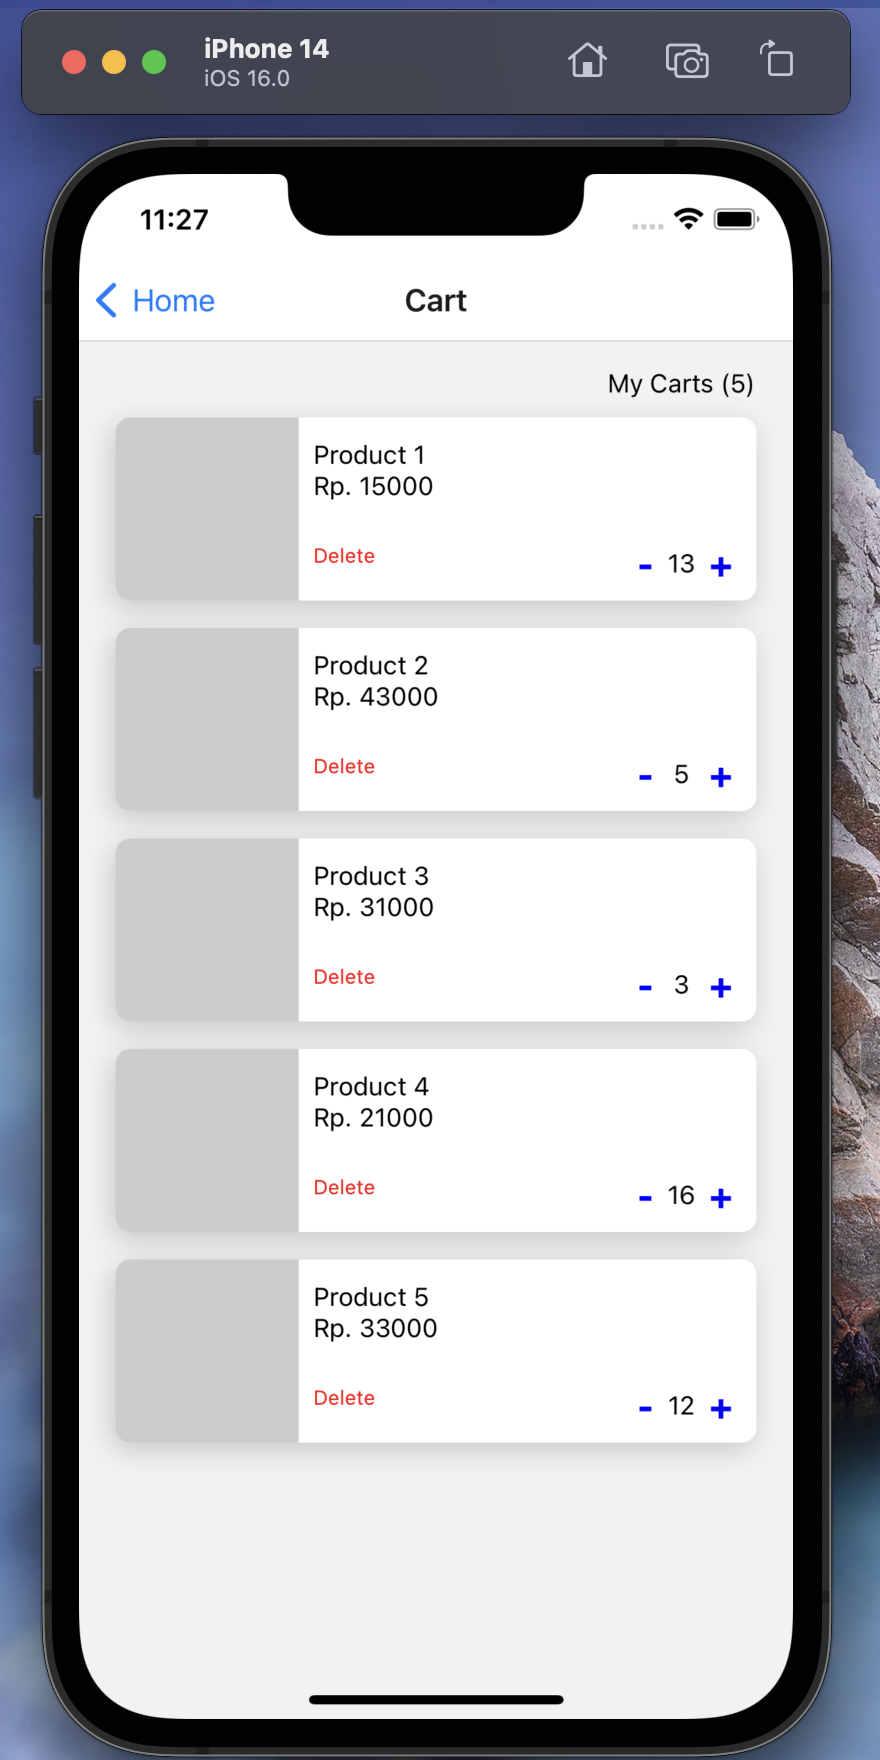 iPhone 14
iOS 16.0
11:27
Home
Cart
My Carts (5)
Product 1
Rp. 15000
Delete
- 13 +
Product 2
Rp. 43000
Delete
- 5 +
Product 3
Rp. 31000
Delete
- 3 +
Product 4
Rp. 21000
Delete
- 16 +
Product 5
Rp. 33000
Delete
- 12 +